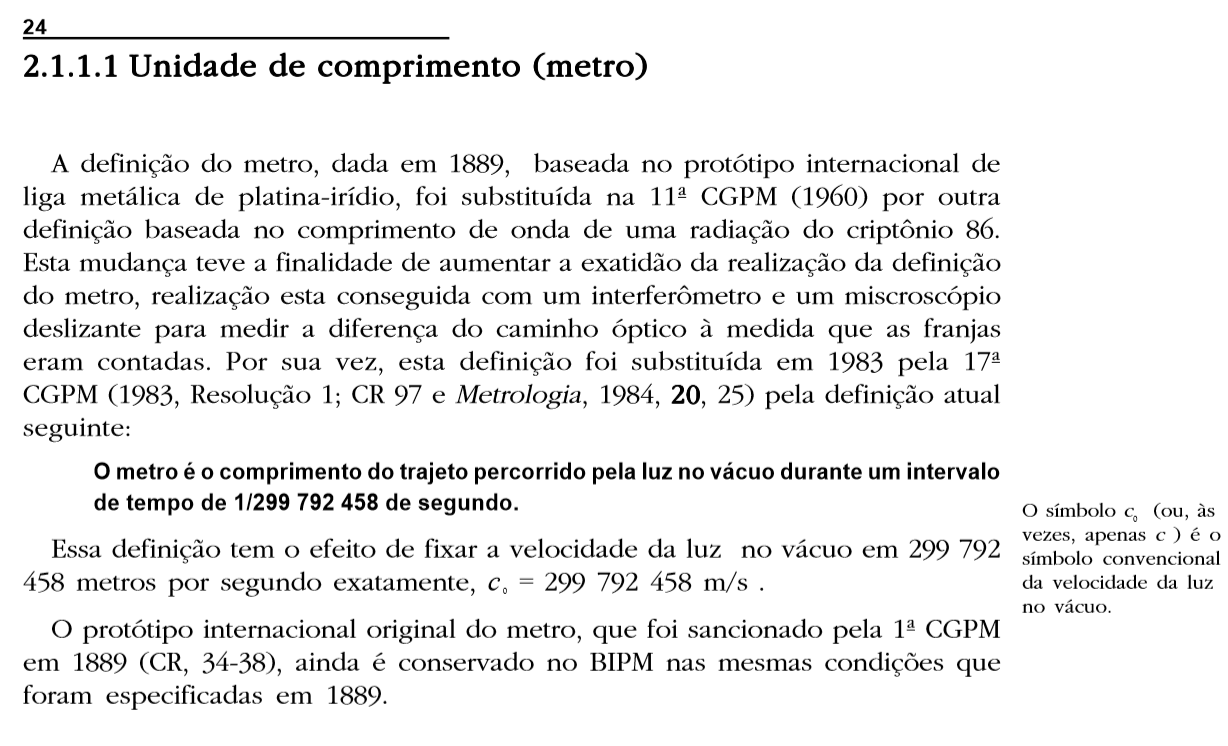 24
2.1.1.1 Unidade de comprimento (metro)
A definição do metro, dada em 1889, baseada no protótipo internacional de
liga metálica de platina-irídio, foi substituída na 11ª CGPM (1960) por outra
definição baseada no comprimento de onda de uma radiação do criptônio 86.
Esta mudança teve a finalidade de aumentar a exatidão da realização da definição
do metro, realização esta conseguida com um interferômetro e um miscroscópio
deslizante para medir a diferença do caminho óptico à medida que as franjas
eram contadas. Por sua vez, esta definição foi substituída em 1983 pela 17ª
CGPM (1983, Resolução 1; CR 97 e Metrologia, 1984, 20, 25) pela definição atual
seguinte:
O metro é o comprimento do trajeto percorrido pela luz no vácuo durante um intervalo
de tempo de 1/299 792 458 de segundo.
Essa definição tem o efeito de fixar a velocidade da luz no vácuo em 299 792
458 metros por segundo exatamente, c₀ = 299 792 458 m/s .
O protótipo internacional original do metro, que foi sancionado pela 1ª CGPM
em 1889 (CR, 34-38), ainda é conservado no BIPM nas mesmas condições que
foram especificadas em 1889.
O símbolo c₀ (ou, às
vezes, apenas c ) é o
símbolo convencional
da velocidade da luz
no vácuo.